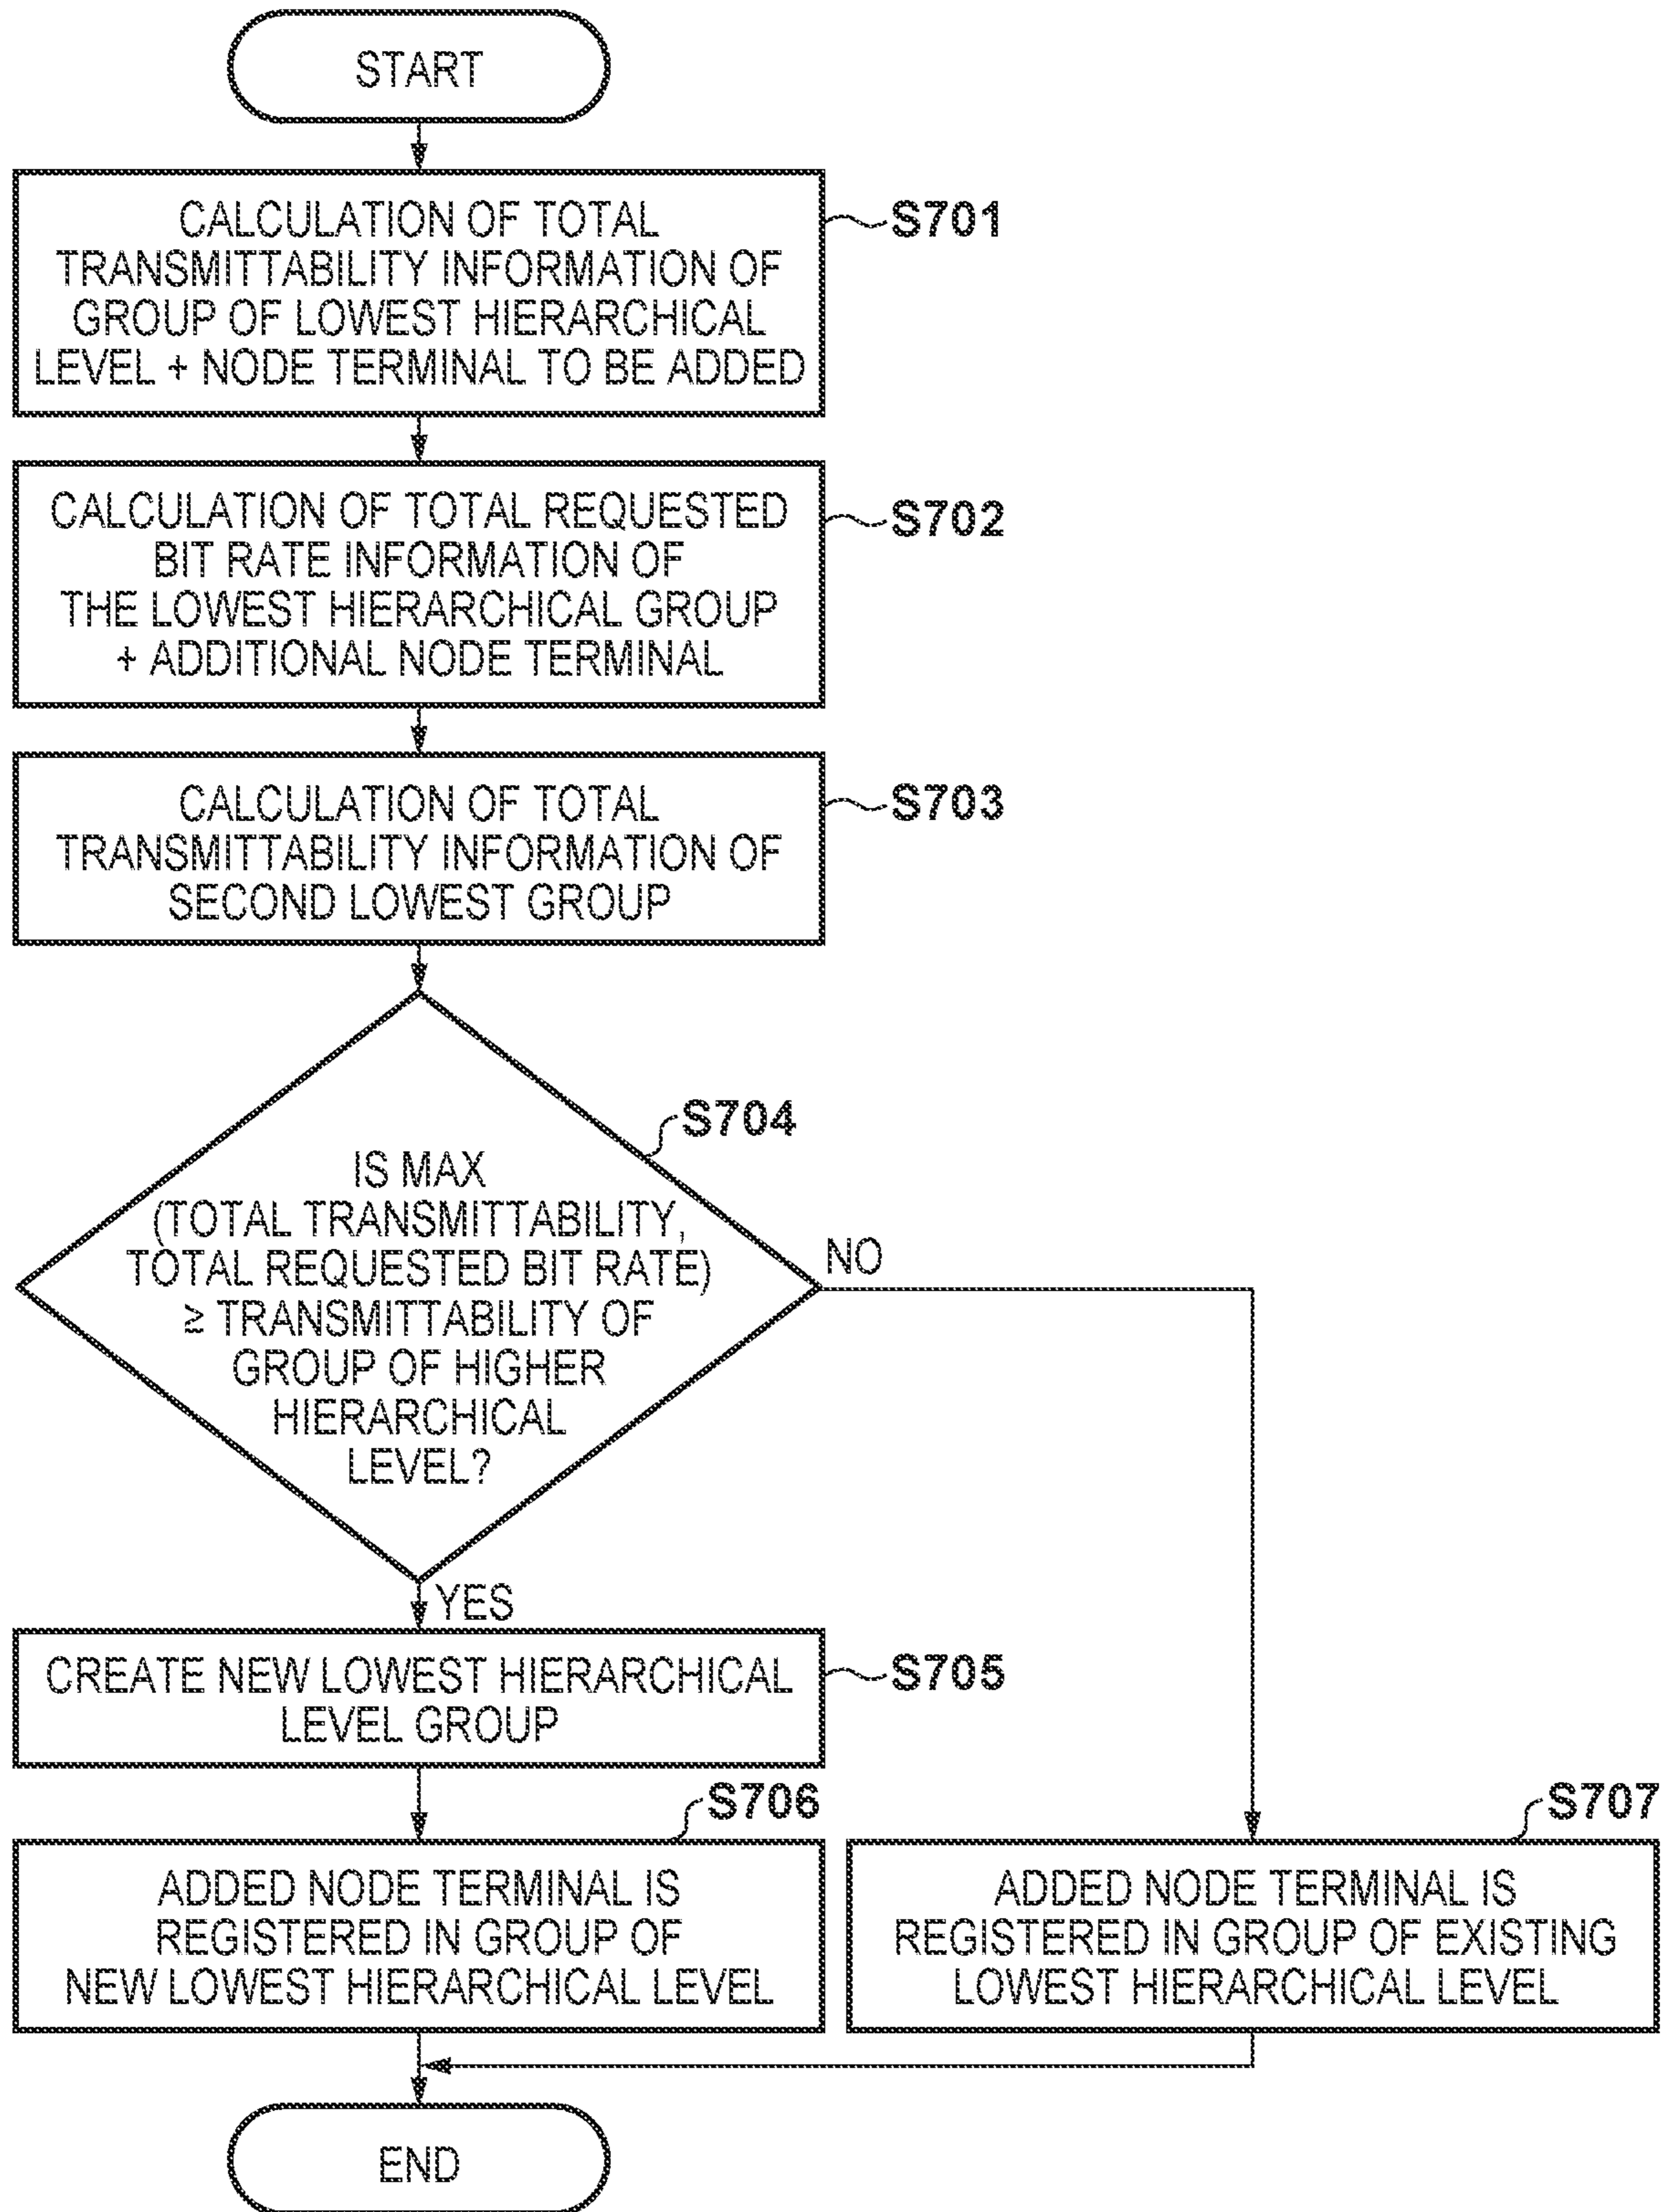 START
CALCULATION OF TOTAL
TRANSMITTABILITY INFORMATION OF
GROUP OF LOWEST HIERARCHICAL
LEVEL + NODE TERMINAL TO BE ADDED
S701
CALCULATION OF TOTAL REQUESTED
BIT RATE INFORMATION OF
THE LOWEST HIERARCHICAL GROUP
+ ADDITIONAL NODE TERMINAL
S702
CALCULATION OF TOTAL
TRANSMITTABILITY INFORMATION OF
SECOND LOWEST GROUP
S703
S704
IS MAX
(TOTAL TRANSMITTABILITY,
TOTAL REQUESTED BIT RATE)
≥ TRANSMITTABILITY OF
GROUP OF HIGHER
HIERARCHICAL
LEVEL?
NO
YES
CREATE NEW LOWEST HIERARCHICAL
LEVEL GROUP
S705
S706
ADDED NODE TERMINAL IS
REGISTERED IN GROUP OF
NEW LOWEST HIERARCHICAL LEVEL
S707
ADDED NODE TERMINAL IS
REGISTERED IN GROUP OF EXISTING
LOWEST HIERARCHICAL LEVEL
END